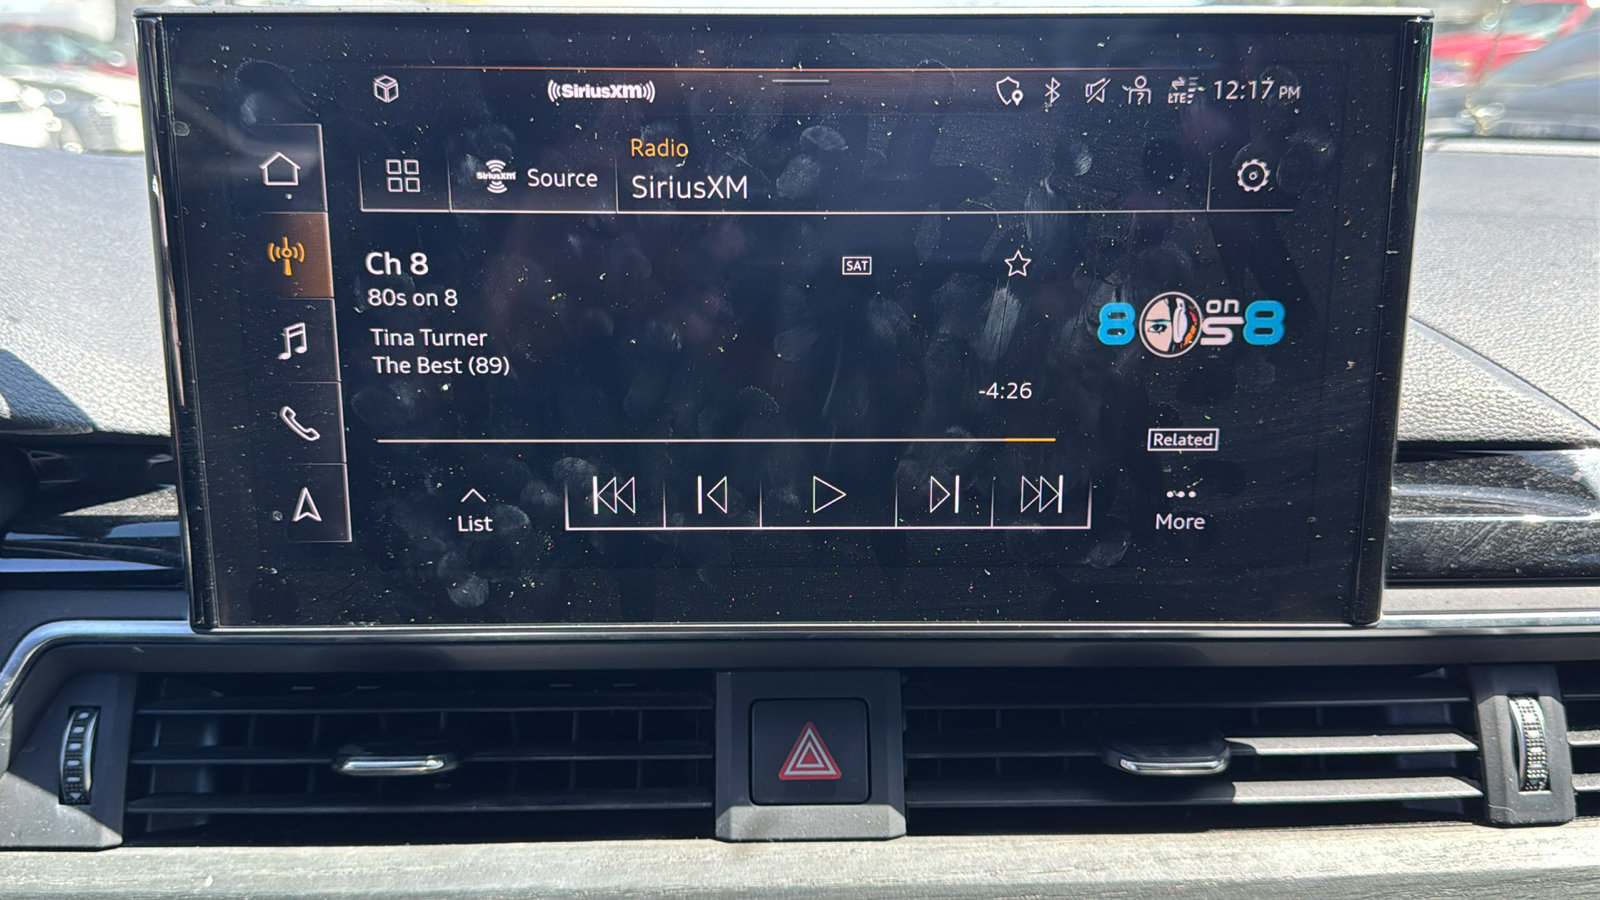 ((SiriusXM))
LTE 12:17 PM
Radio
SiriusXM Source SiriusXM
Ch 8
SAT
80s on 8
80s on 8
Tina Turner
The Best (89)
-4:26
Related
List
More